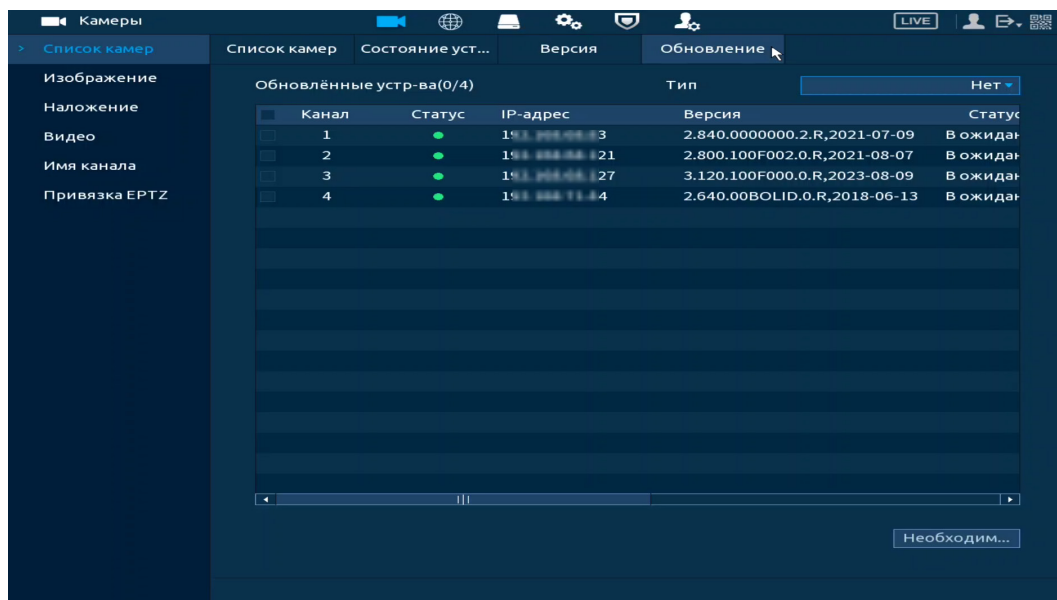 Камеры LIVE
Список камер Список камер Состояние уст... Версия Обновление
Изображение Обновлённые устр-ва(0/4) Тип Нет
Наложение Канал Статус IP-адрес Версия Статус
Видео 1 2.840.0000000.2.R,2021-07-09 В ожидан
2 121 2.800.100F002.0.R,2021-08-07 В ожидан
Имя канала 3 127 3.120.100F000.0.R,2023-08-09 В ожидан
Привязка EPTZ 4 2.640.00BOLID.0.R,2018-06-13 В ожидан
Необходим...